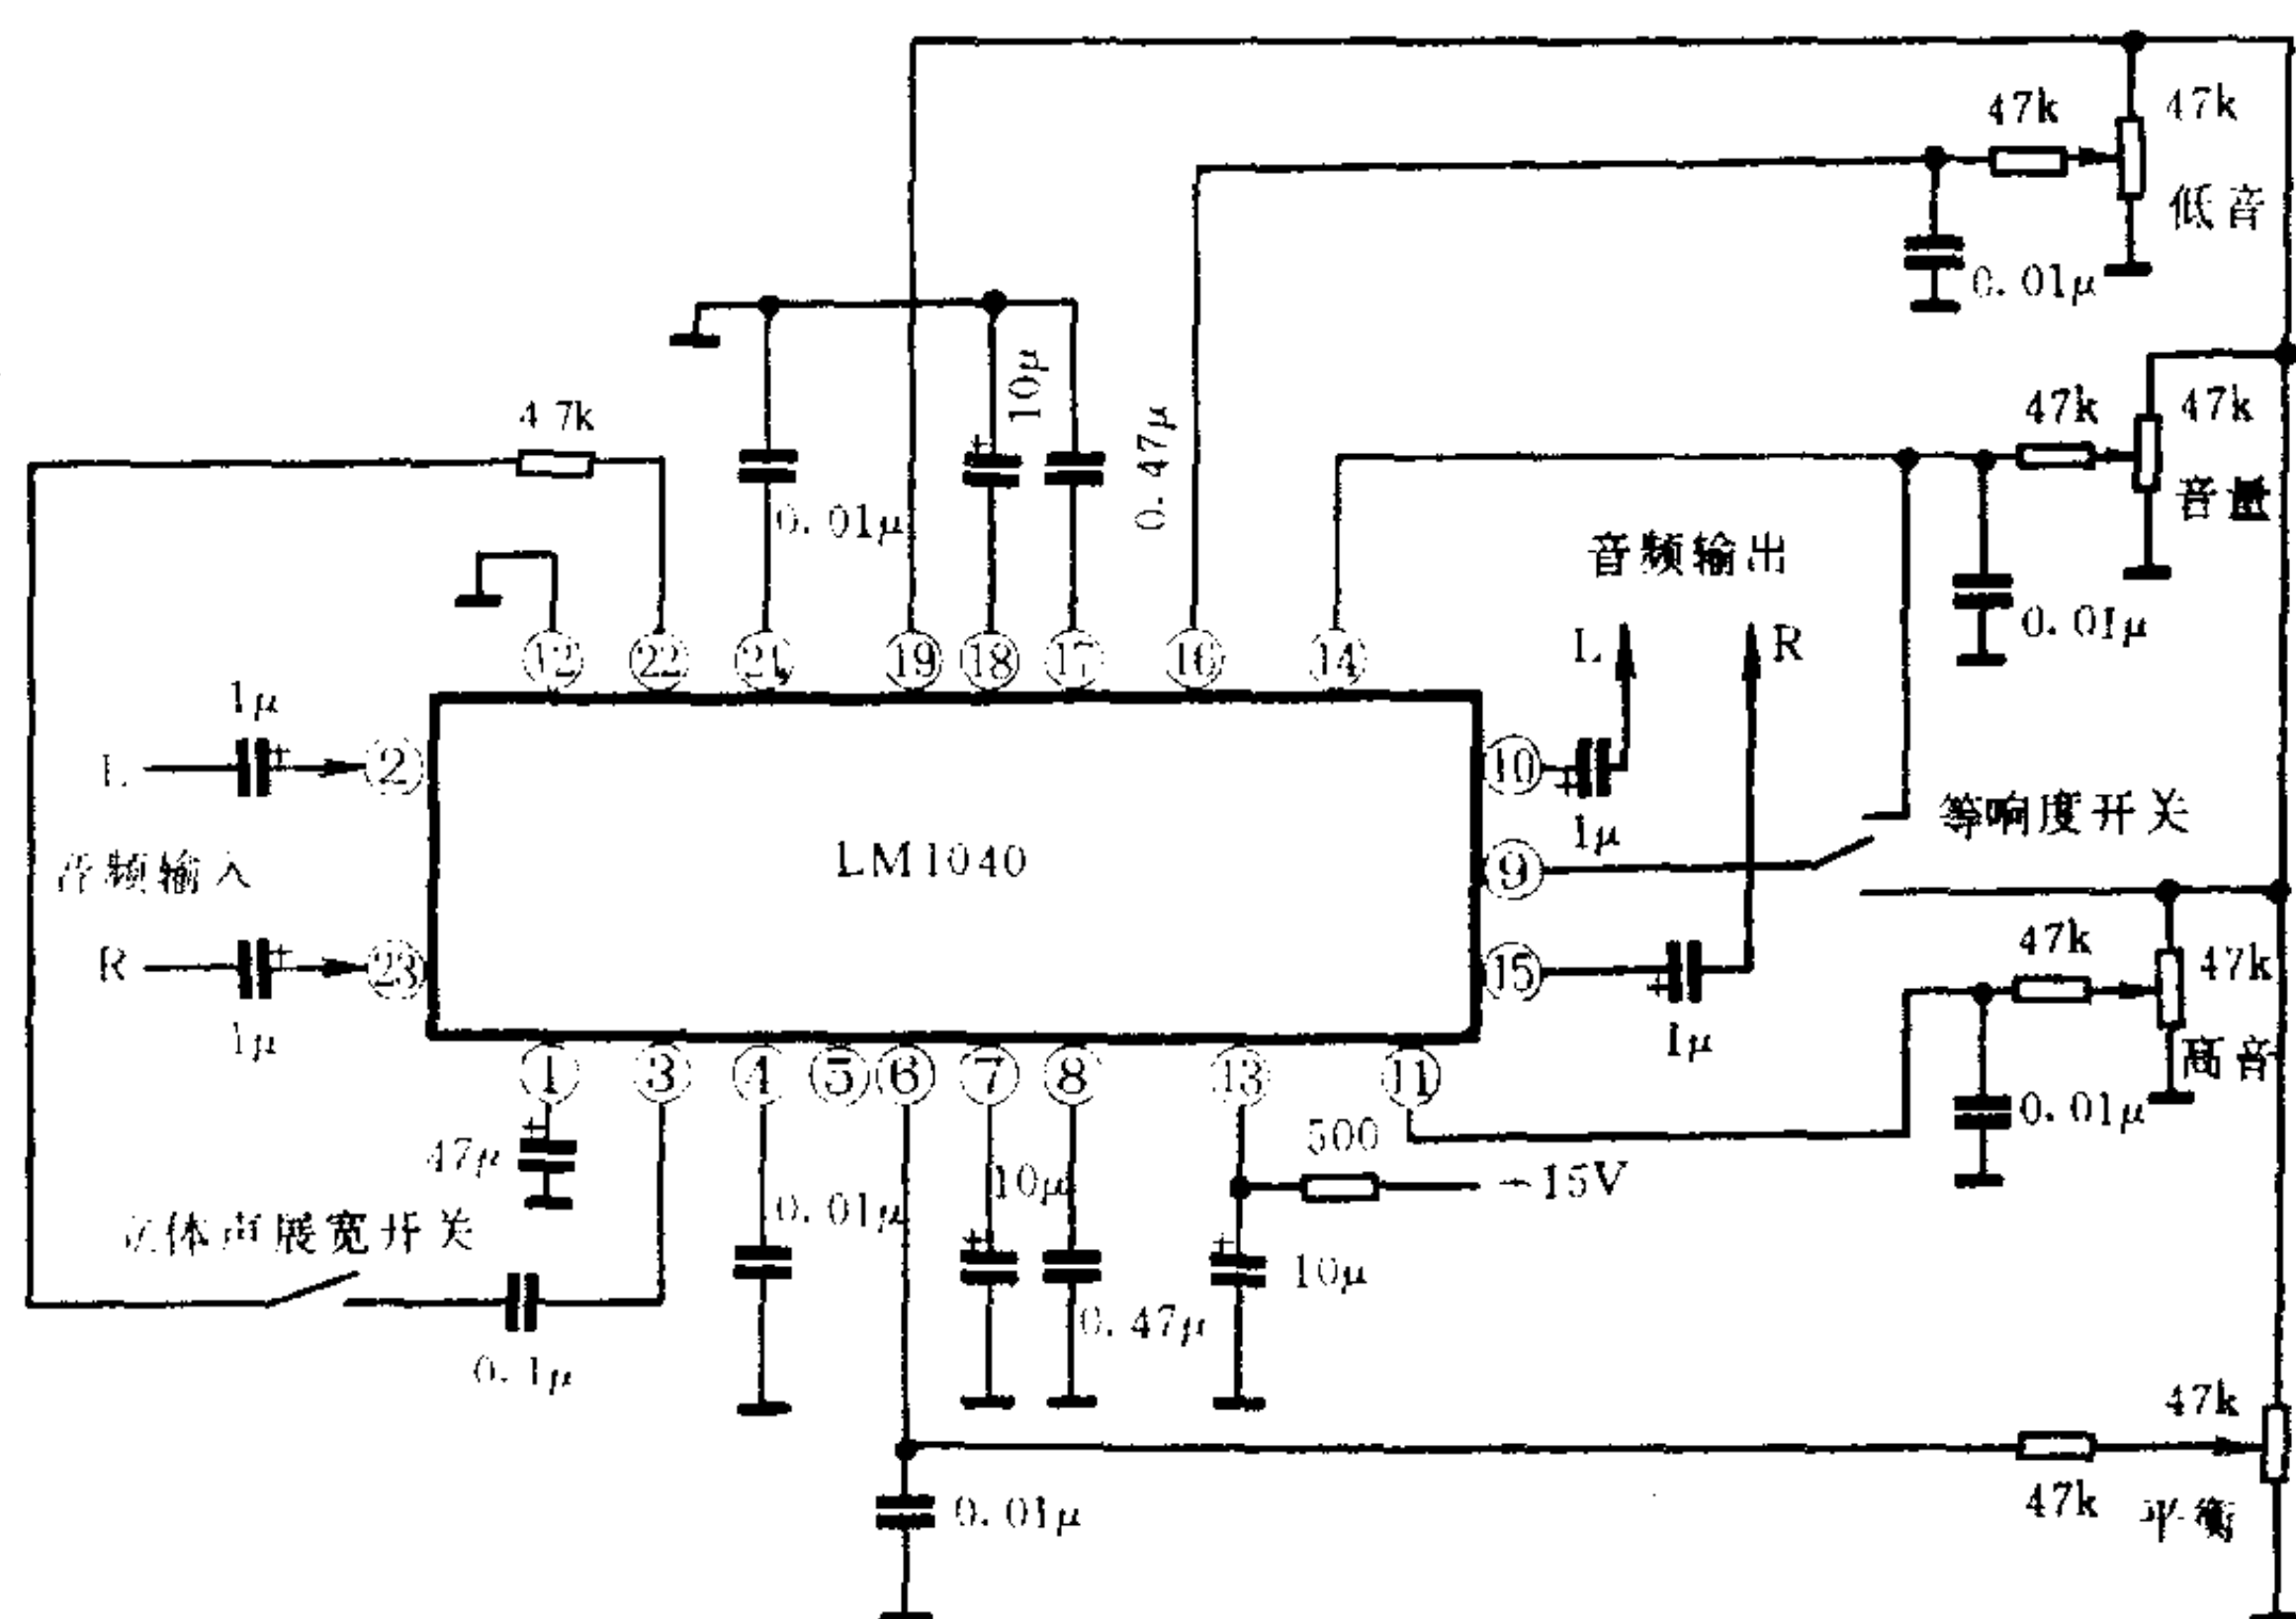 47k
47k
低音
0.01μ
10μ
4 7k
0.47μ
47k
47k
音量
0.01μ
音频输出
0.01μ
L
R
12
22
21
19
18
17
16
14
1μ
L
2
10
1μ
等响度开关
音频输入
LM1040
9
R
23
15
47k
47k
1μ
1μ
高音
1
3
4
5
6
7
8
13
11
0.01μ
47μ
500
10μ
-15V
0.01μ
立体声展宽开关
10μ
0.47μ
0.1μ
47k
0.01μ
47k
平衡